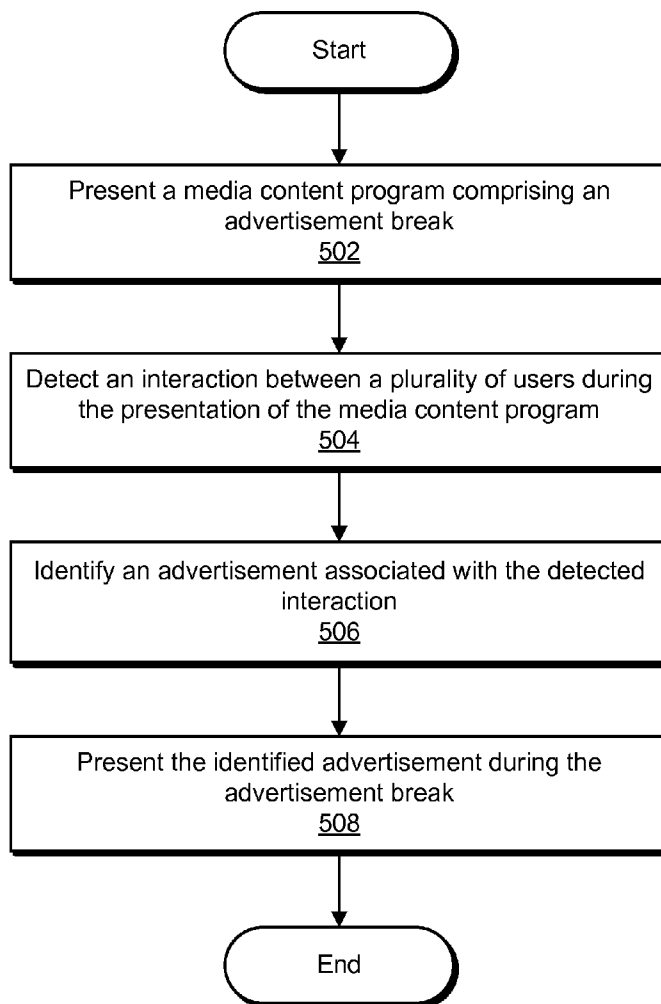 Start
Present a media content program comprising an
advertisement break
502
Detect an interaction between a plurality of users during
the presentation of the media content program
504
Identify an advertisement associated with the detected
interaction
506
Present the identified advertisement during the
advertisement break
508
End